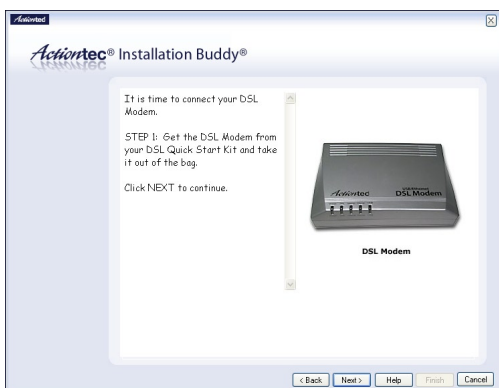 Actiontec
Actiontec® Installation Buddy®
It is time to connect your DSL
Modem.
STEP 1: Get the DSL Modem from
your DSL Quick Start Kit and take
it out of the bag.
Click NEXT to continue.
Actiontec
DSL Modem
DSL Modem
< Back
Next >
Help
Finish
Cancel